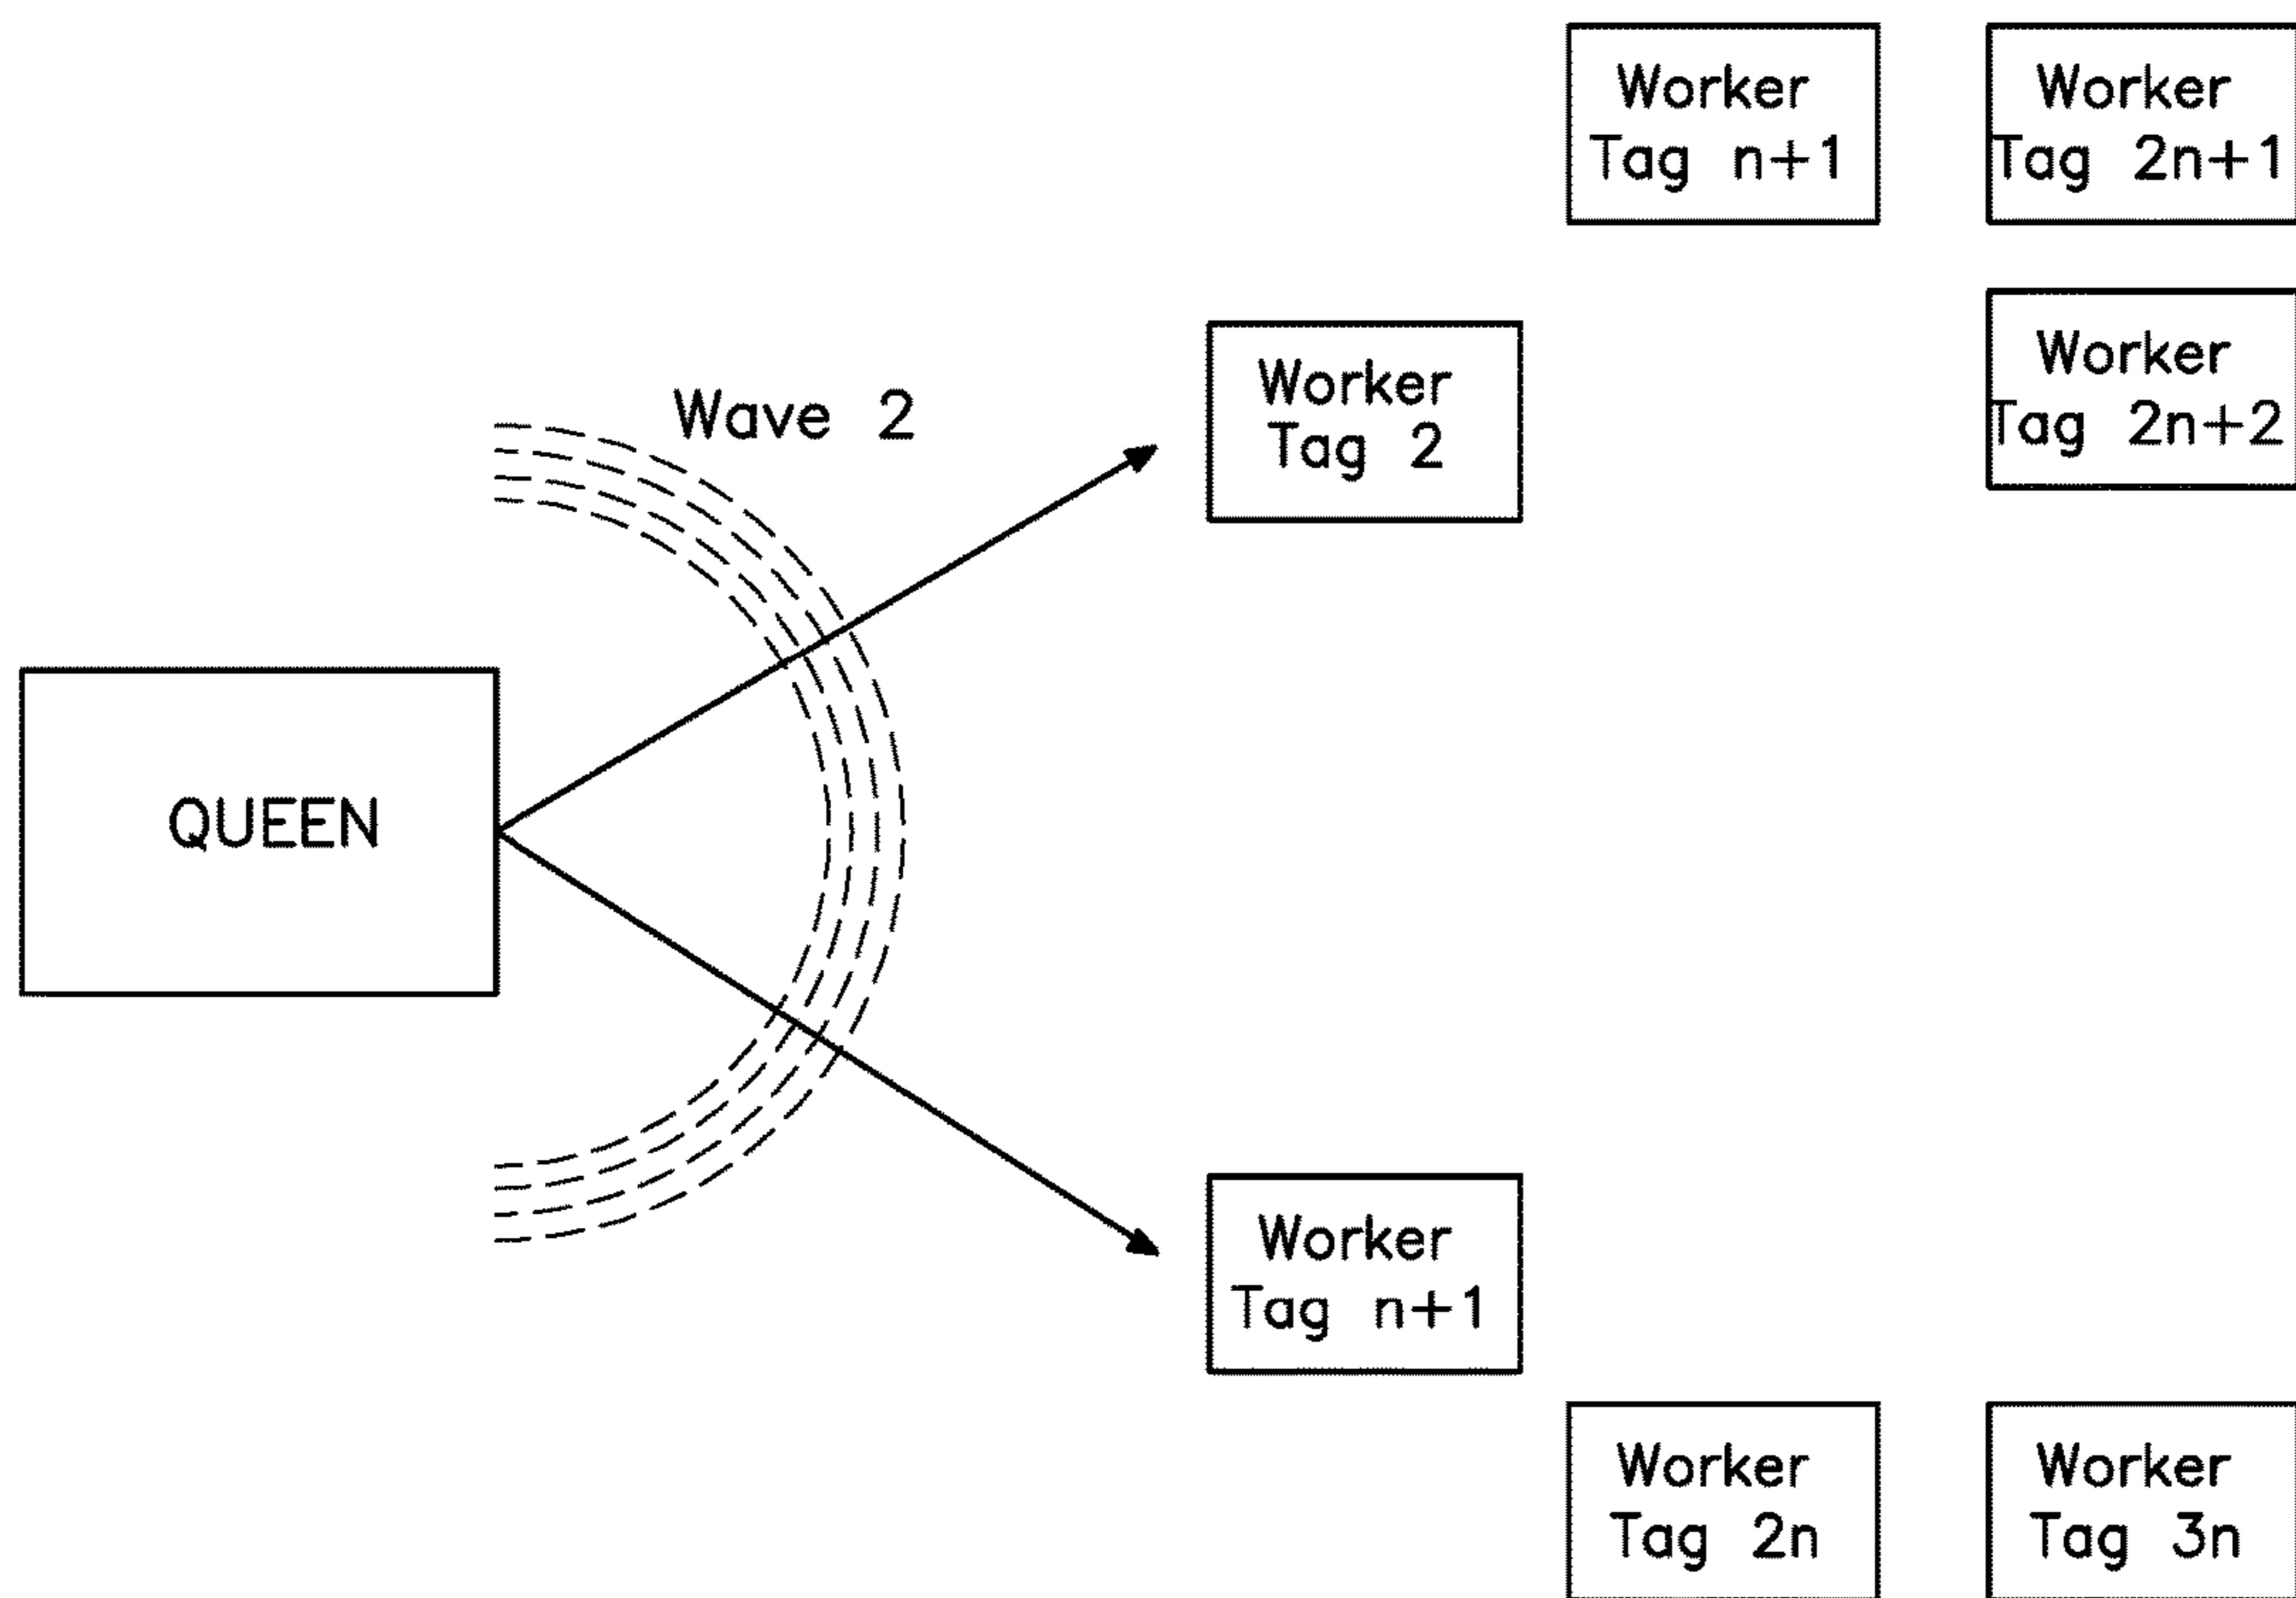 Worker
Tag n+1
Worker
Tag 2n+1
Worker
Tag 2n+2
Wave 2
Worker
Tag 2
QUEEN
Worker
Tag n+1
Worker
Tag 2n
Worker
Tag 3n